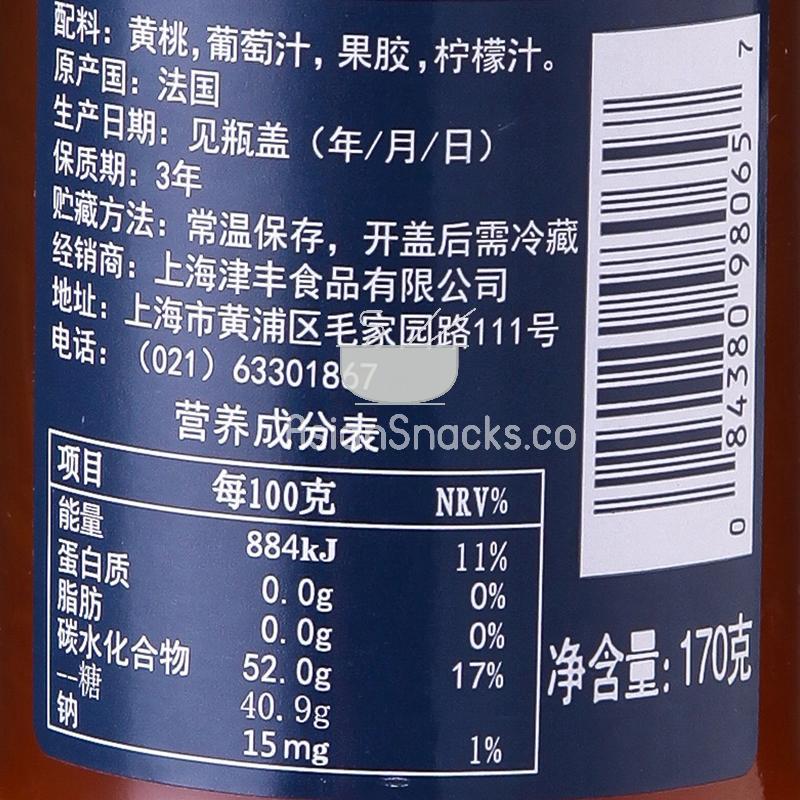 配料：黄桃,葡萄汁，果胶,柠檬汁。
原产国：法国
生产日期：见瓶盖（年/月/日）
保质期：3年
贮藏方法：常温保存，开盖后需冷藏
经销商：上海津丰食品有限公司
地址：上海市黄浦区毛家园路111号
电话：（021）63301867
营养成分表
AsianSnacks.co
项目 每100克 NRV%
能量 884kJ 11%
蛋白质 0.0g 0%
脂肪 0.0g 0%
碳水化合物 52.0g 17%
--糖 40.9g
钠 15mg 1%
净含量:170克
0 84380 98065 7